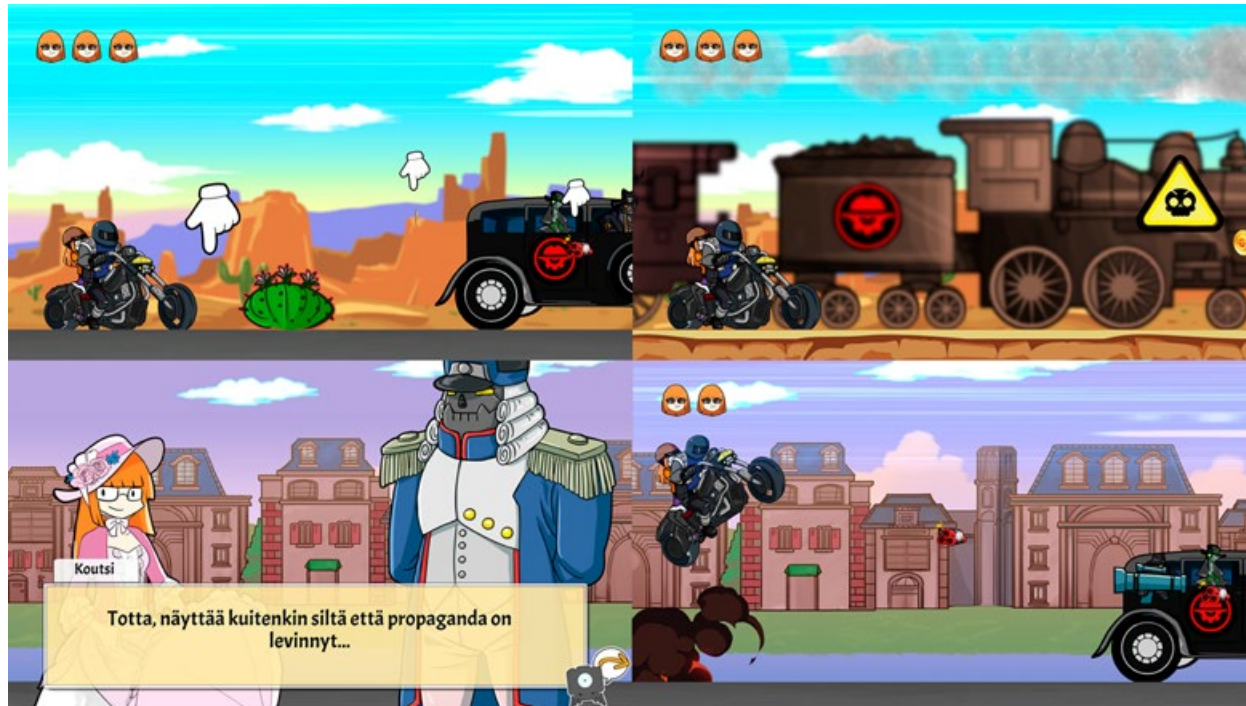 Koutsi
Totta, näyttää kuitenkin siltä että propaganda on
levinnyt...